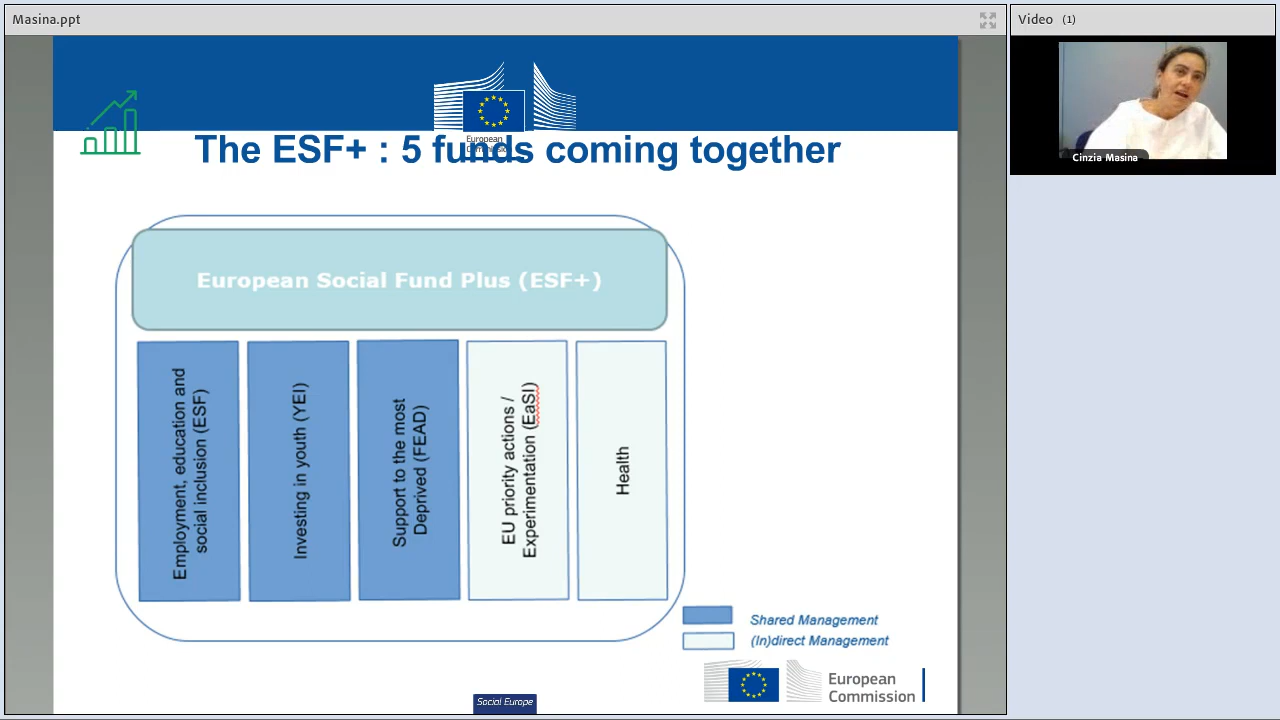 Masina.ppt
Video (1)
Cinzia Masina
European
The ESF+ : 5 funds coming together
European Social Fund Plus (ESF+)
Employment, education and
social inclusion (ESF)
Investing in youth (YEI)
Support to the most
Deprived (FEAD)
EU priority actions /
Experimentation (EaSI)
Health
Shared Management
(In)direct Management
European
Commission
Social Europe